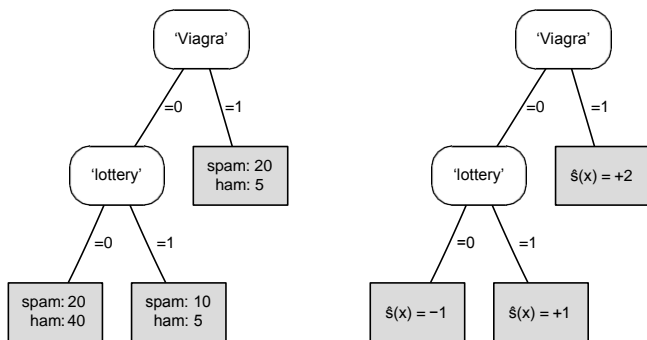 ‘Viagra’
=0
=1
‘lottery’
spam: 20
ham: 5
=0
=1
spam: 20
ham: 40
spam: 10
ham: 5
‘Viagra’
=0
=1
‘lottery’
ŝ(x) = +2
=0
=1
ŝ(x) = −1
ŝ(x) = +1